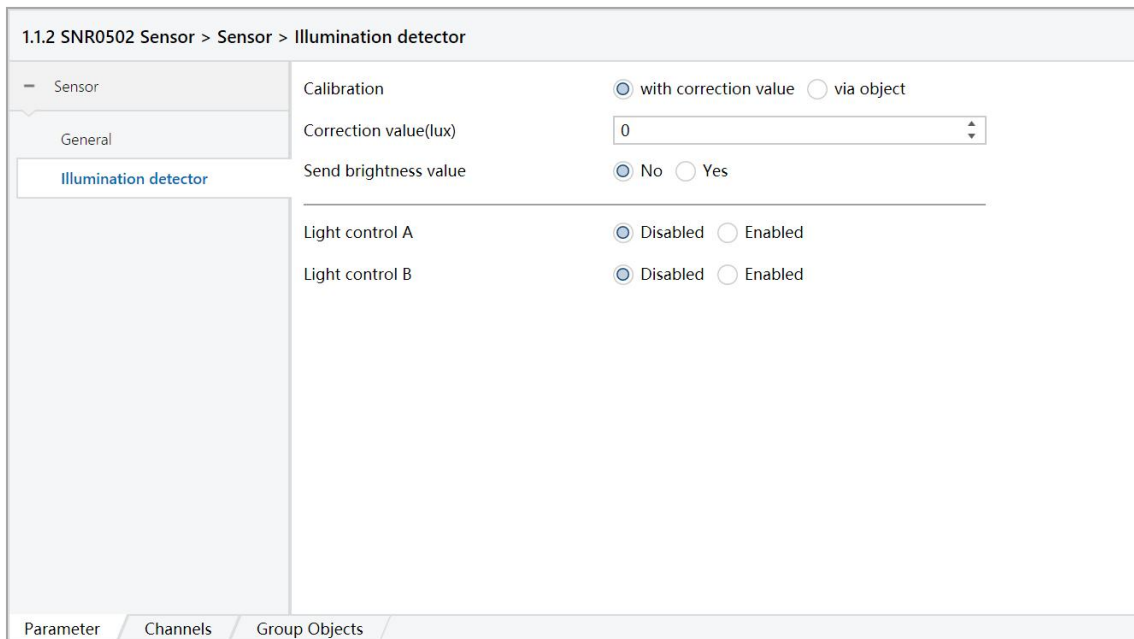 1.1.2 SNR0502 Sensor > Sensor > Illumination detector
Sensor
General
Illumination detector
Calibration with correction value via object
Correction value(lux) 0
Send brightness value No Yes
Light control A Disabled Enabled
Light control B Disabled Enabled
Parameter Channels Group Objects